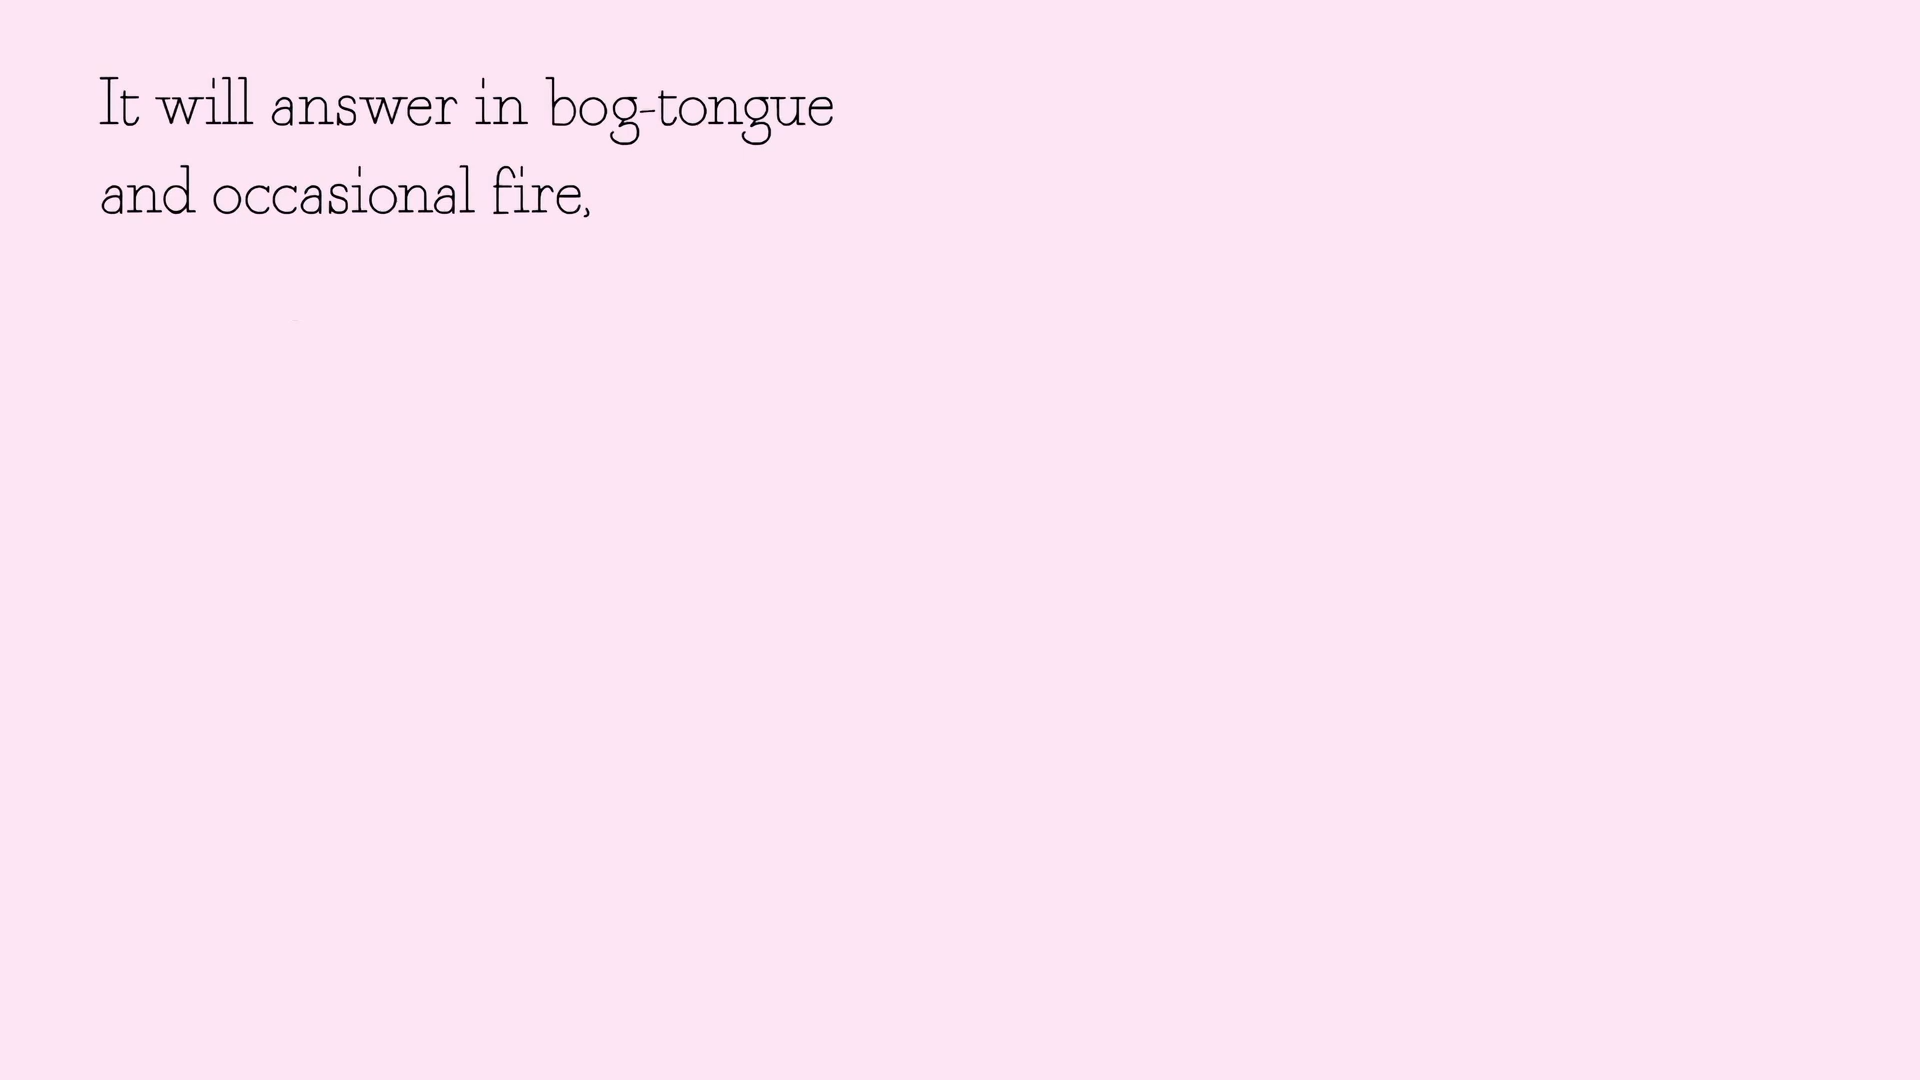 It will answer in bog-tongue
and occasional fire,